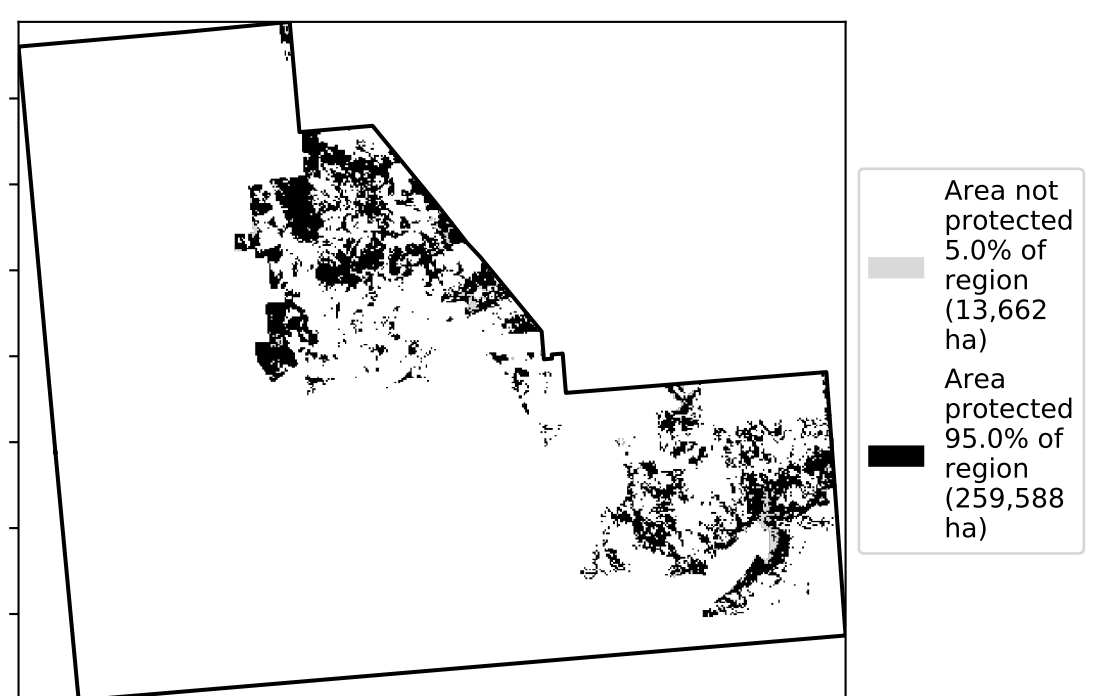 Area not
protected
5.0% of
region
(13,662
ha)
Area
protected
95.0% of
region
(259,588
ha)